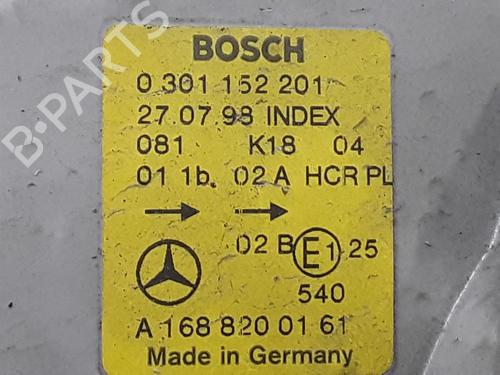 B-PARTS
BOSCH
0 301 152 201
27.07 98 INDEX
081 K18 04
01 1b. 02 A HCR PL
02 B E1 25
540
A 168 820 01 61
Made in Germany